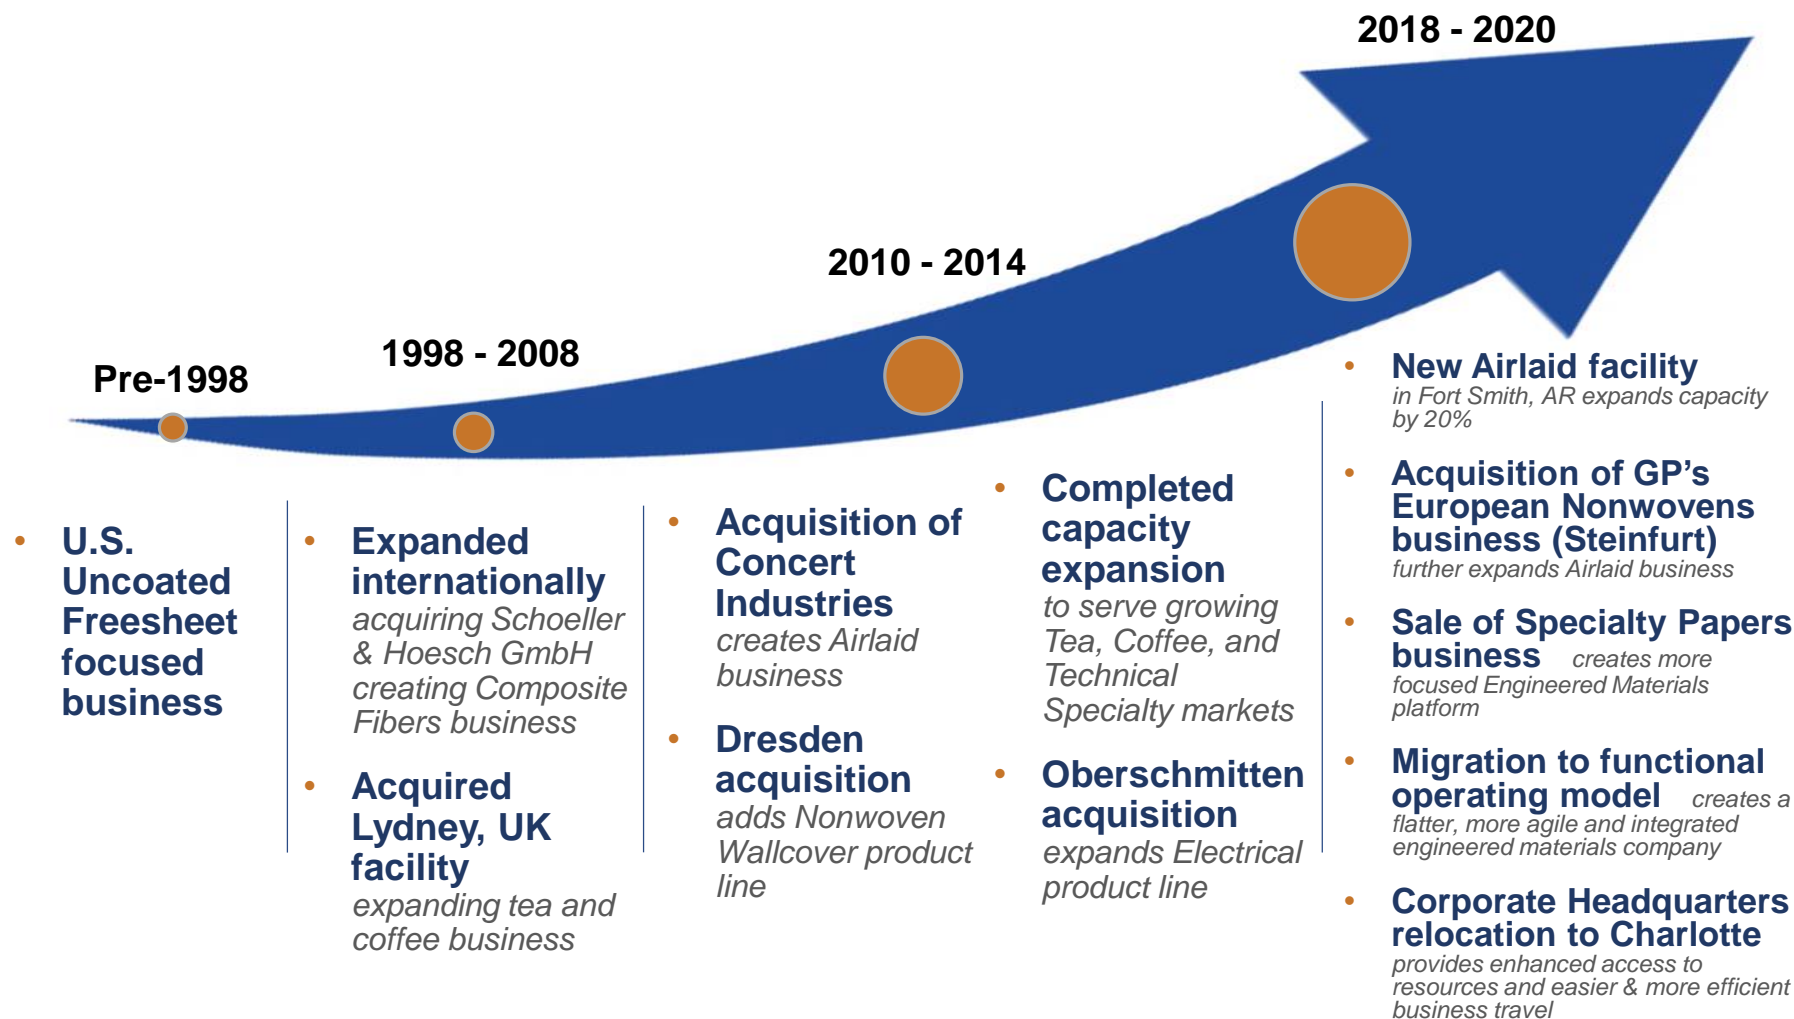 2018 - 2020
2010 - 2014
1998 - 2008
Pre-1998
• U.S.
Uncoated
Freesheet
focused
business
• Expanded
internationally
acquiring Schoeller
& Hoesch GmbH
creating Composite
Fibers business
• Acquired
Lydney, UK
facility
expanding tea and
coffee business
• Acquisition of
Concert
Industries
creates Airlaid
business
• Dresden
acquisition
adds Nonwoven
Wallcover product
line
• Completed
capacity
expansion
to serve growing
Tea, Coffee, and
Technical
Specialty markets
• Oberschmitten
acquisition
expands Electrical
product line
• New Airlaid facility
in Fort Smith, AR expands capacity
by 20%
• Acquisition of GP’s
European Nonwovens
business (Steinfurt)
further expands Airlaid business
• Sale of Specialty Papers
business creates more
focused Engineered Materials
platform
• Migration to functional
operating model creates a
flatter, more agile and integrated
engineered materials company
• Corporate Headquarters
relocation to Charlotte
provides enhanced access to
resources and easier & more efficient
business travel